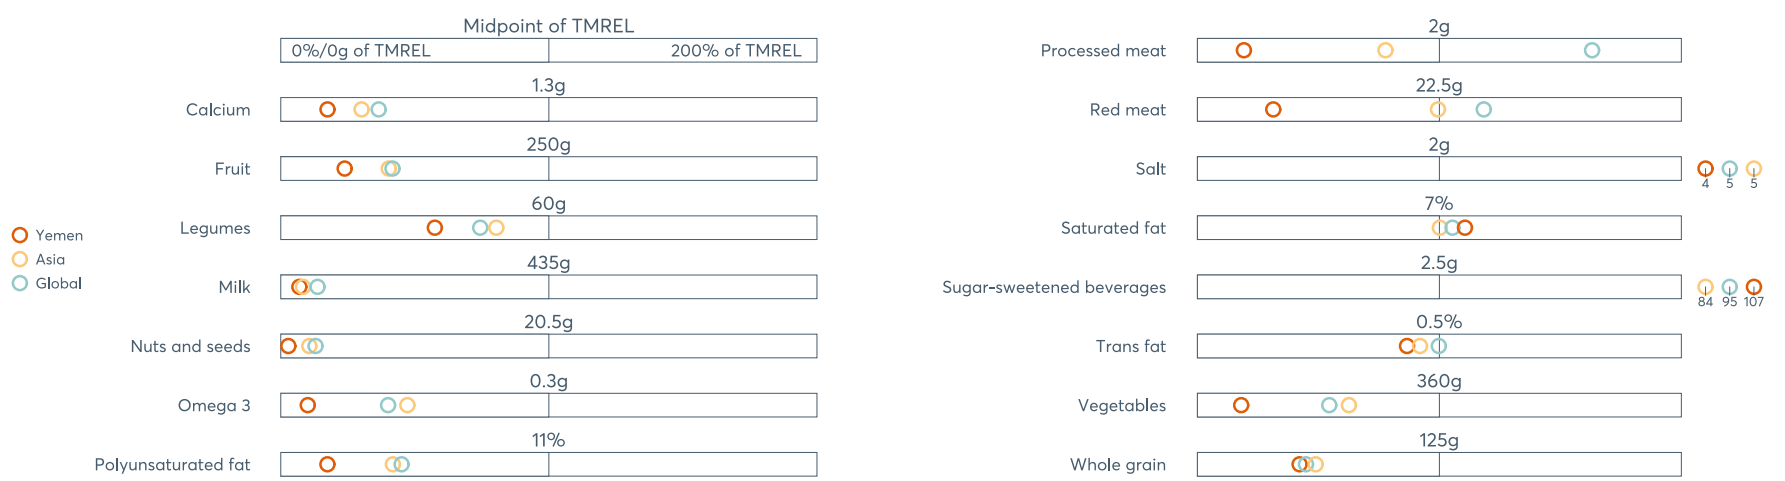 Midpoint of TMREL
0%/0g of TMREL 200% of TMREL
Calcium 1.3g
Fruit 250g
Legumes 60g
Milk 435g
Nuts and seeds 20.5g
Omega 3 0.3g
Polyunsaturated fat 11%
Yemen
Asia
Global
Processed meat 2g
Red meat 22.5g
Salt 2g
4 5 5
Saturated fat 7%
Sugar-sweetened beverages 2.5g
84 95 107
Trans fat 0.5%
Vegetables 360g
Whole grain 125g